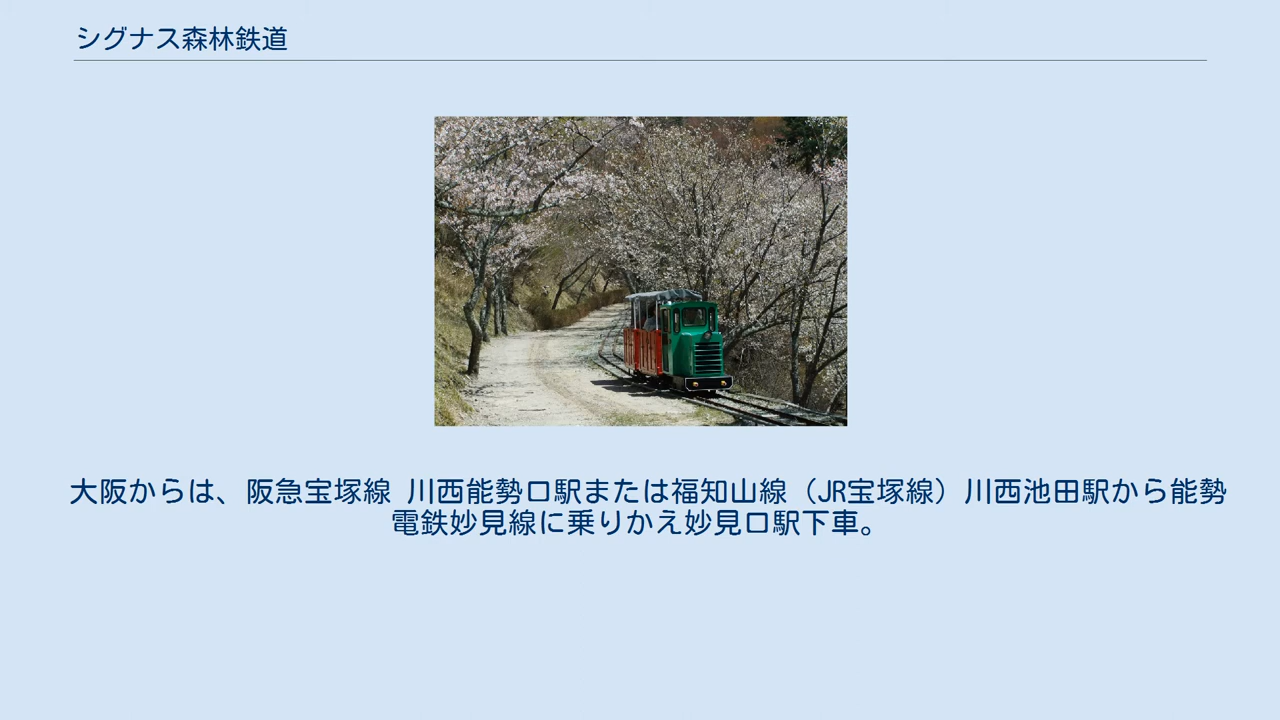 シグナス森林鉄道
大阪からは、阪急宝塚線 川西能勢口駅または福知山線（JR宝塚線）川西池田駅から能勢
電鉄妙見線に乗りかえ妙見口駅下車。